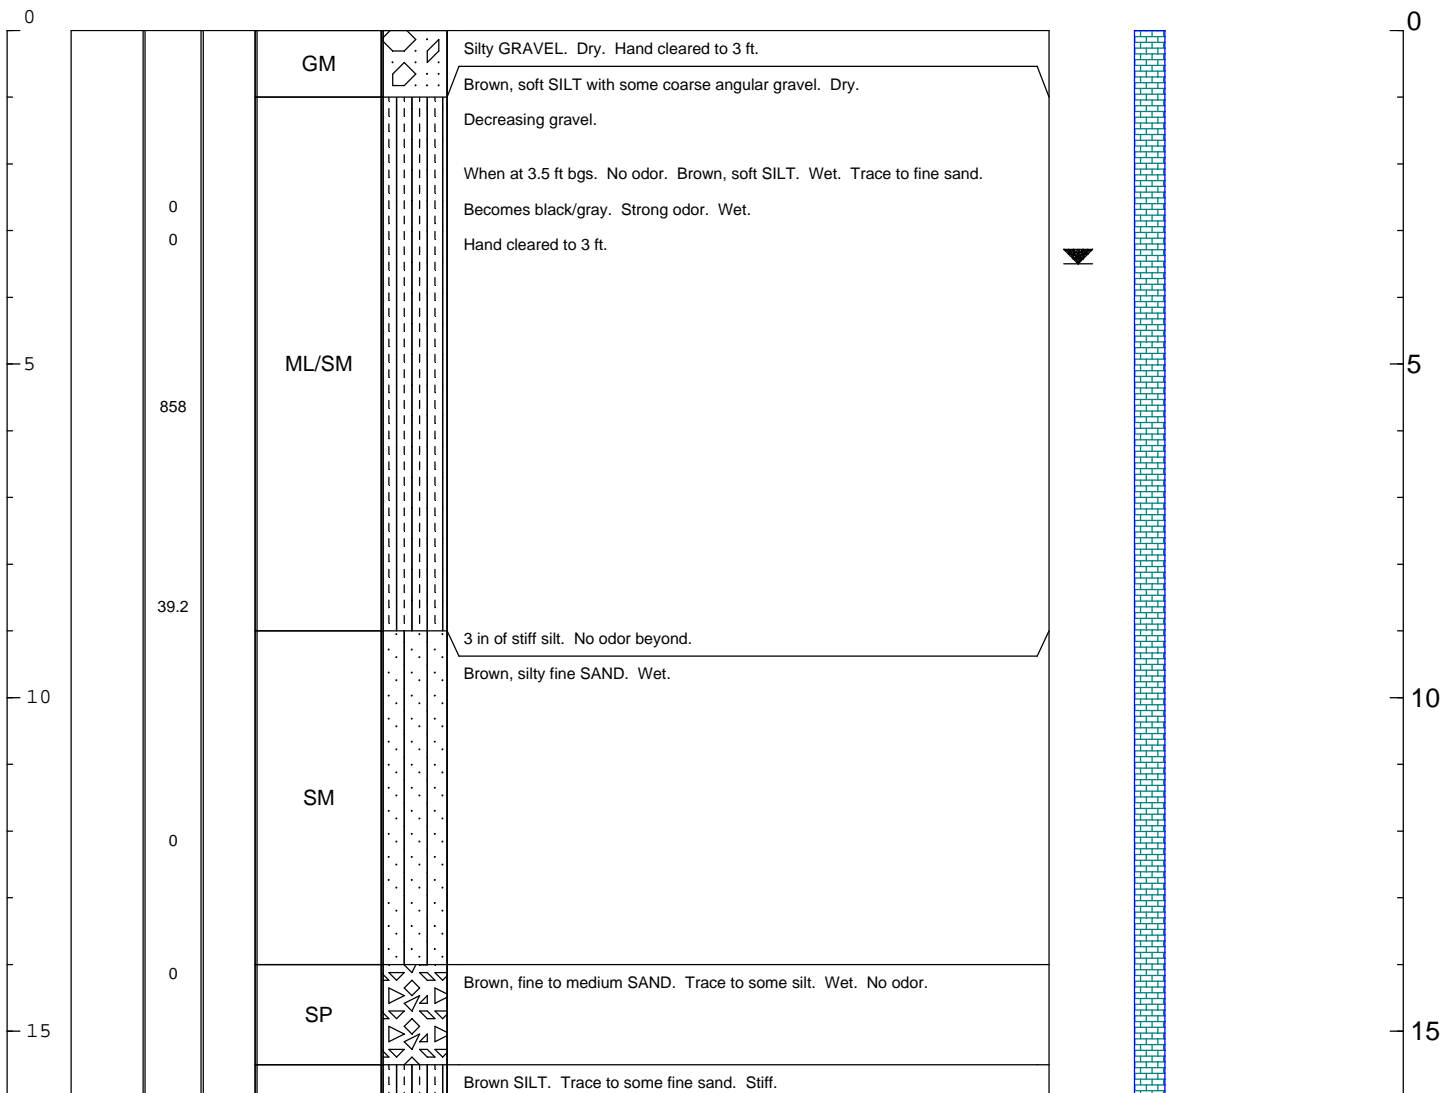 0
0
GM
Silty GRAVEL.  Dry.  Hand cleared to 3 ft.
Brown, soft SILT with some coarse angular gravel.  Dry.
Decreasing gravel.
When at 3.5 ft bgs.  No odor.  Brown, soft SILT.  Wet.  Trace to fine sand.
0
Becomes black/gray.  Strong odor.  Wet.
0
Hand cleared to 3 ft.
5
ML/SM
5
858
39.2
3 in of stiff silt.  No odor beyond.
Brown, silty fine SAND.  Wet.
10
10
SM
0
0
Brown, fine to medium SAND.  Trace to some silt.  Wet.  No odor.
SP
15
15
Brown SILT.  Trace to some fine sand.  Stiff.